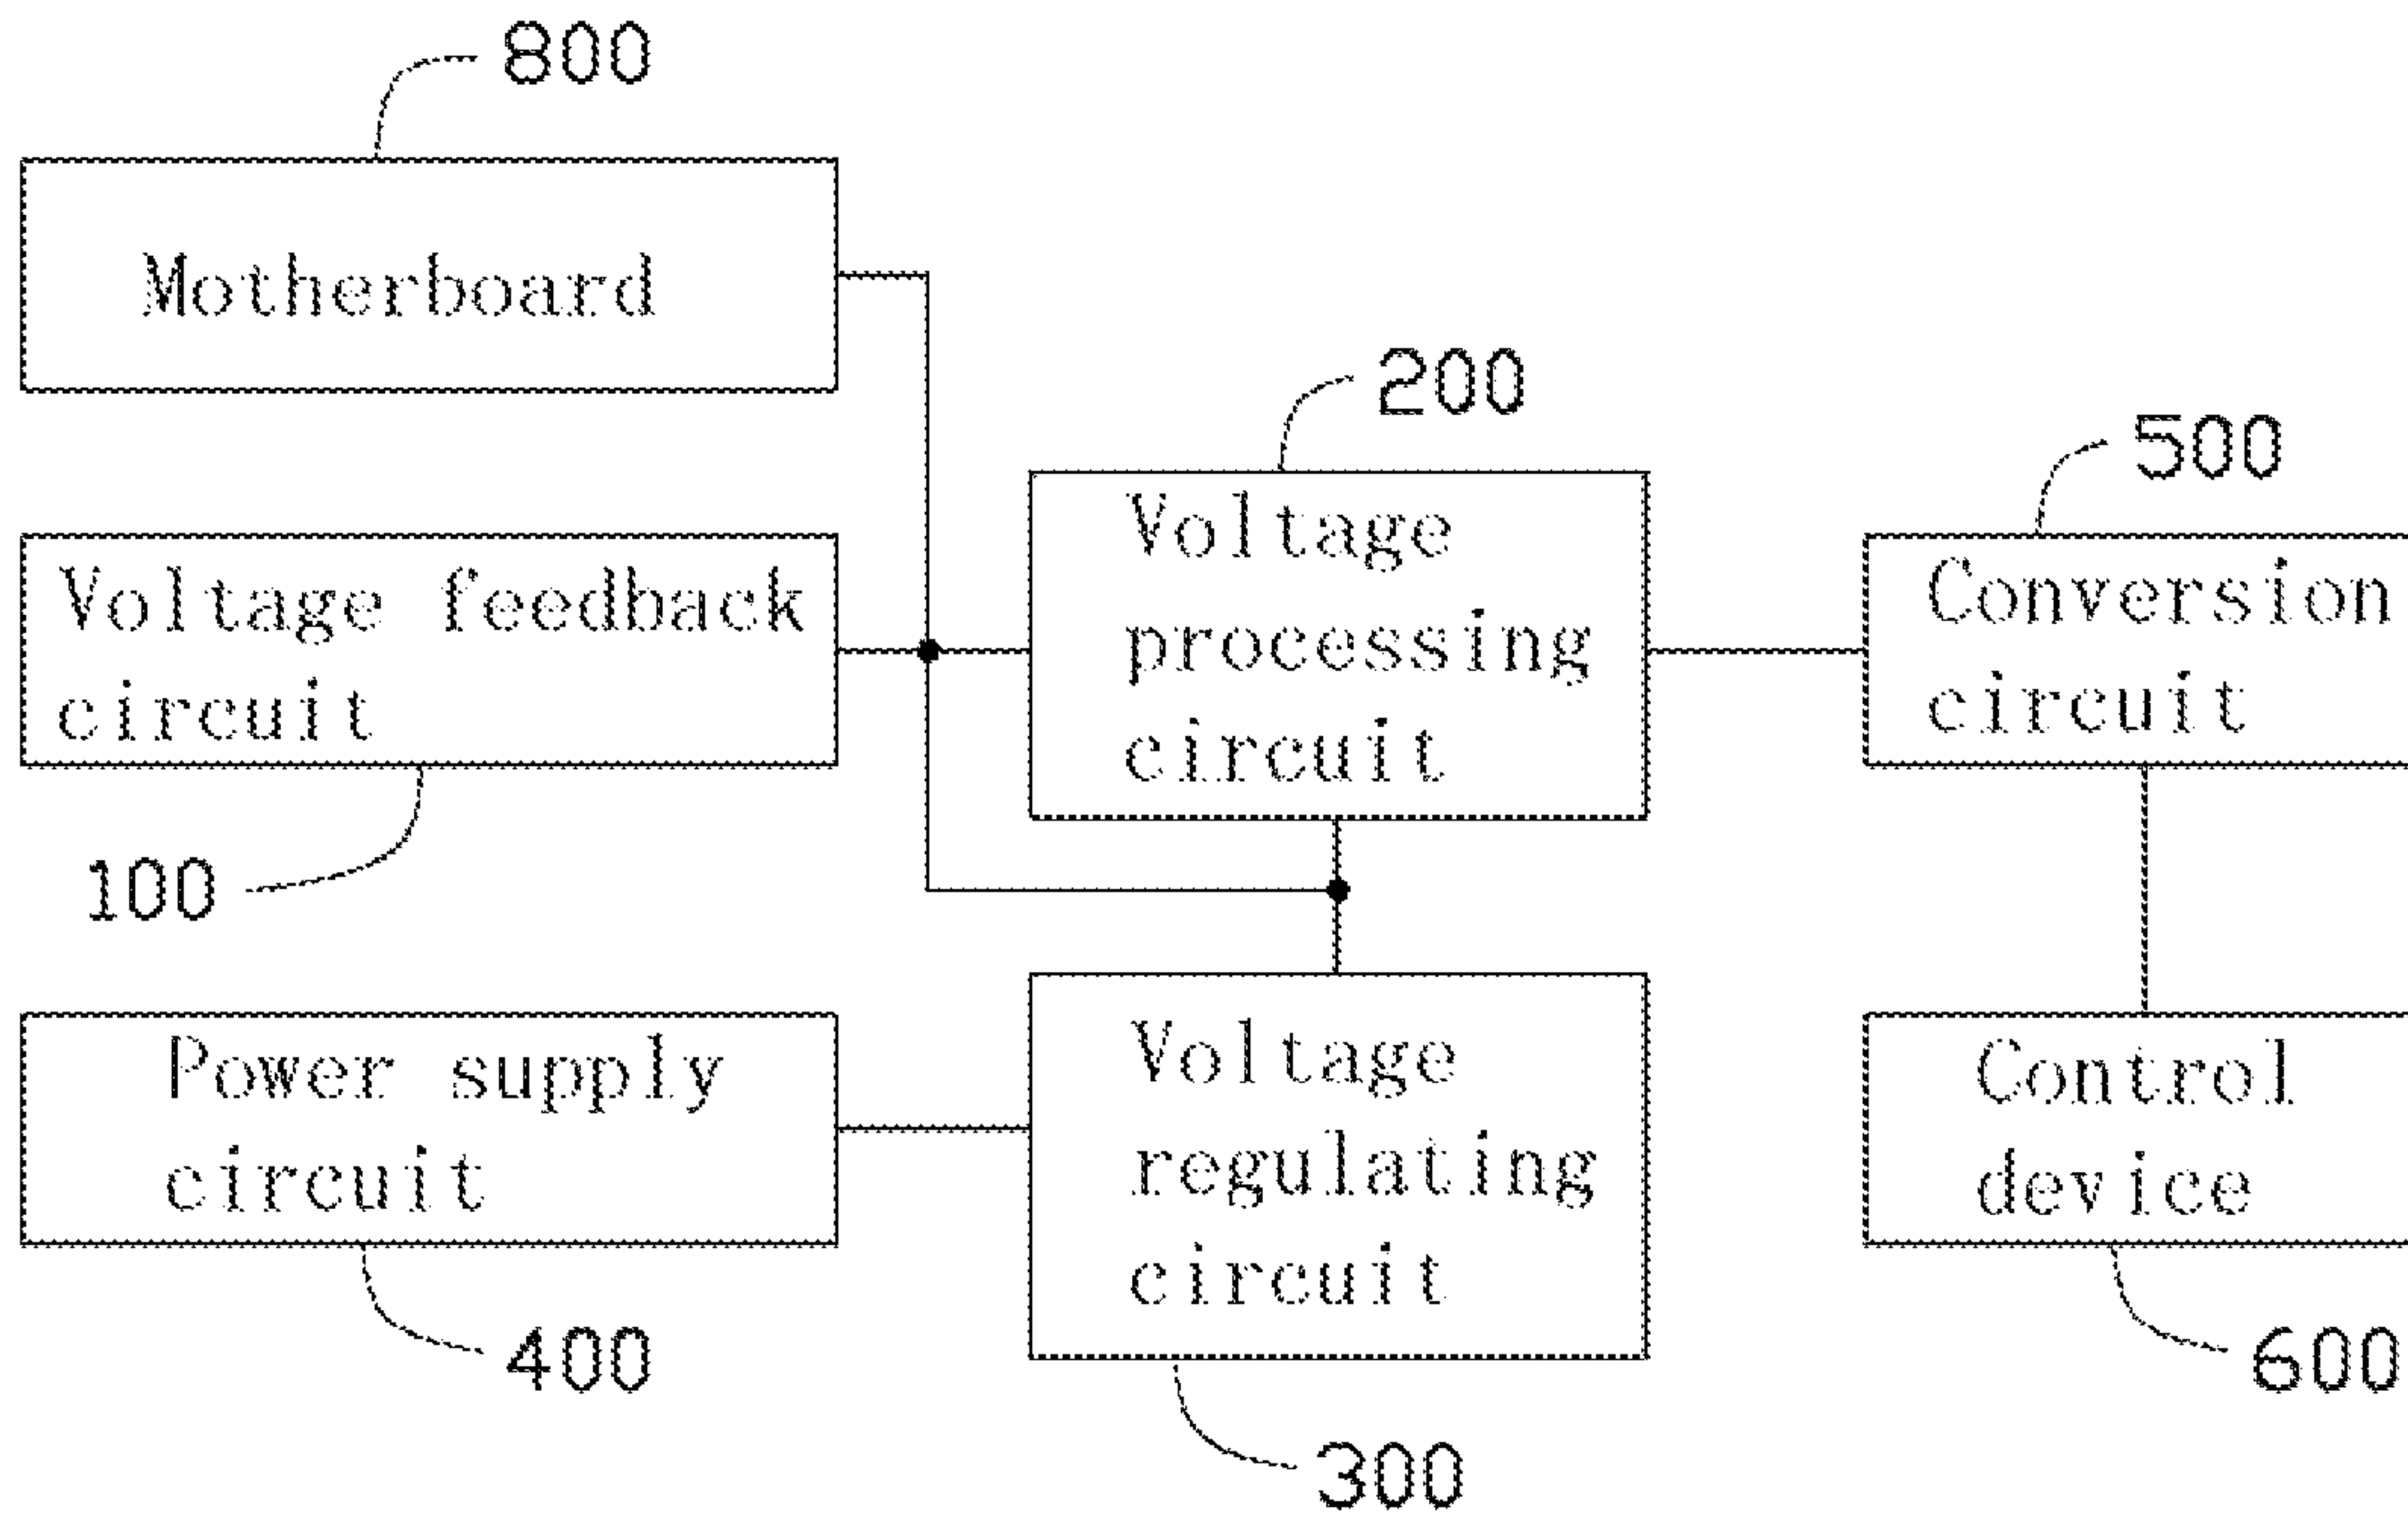 800
Motherboard
200
500
Voltage feedback
circuit
Voltage
processing
circuit
Conversion
circuit
100
Power supply
circuit
Voltage
regulating
circuit
Control
device
400
600
300